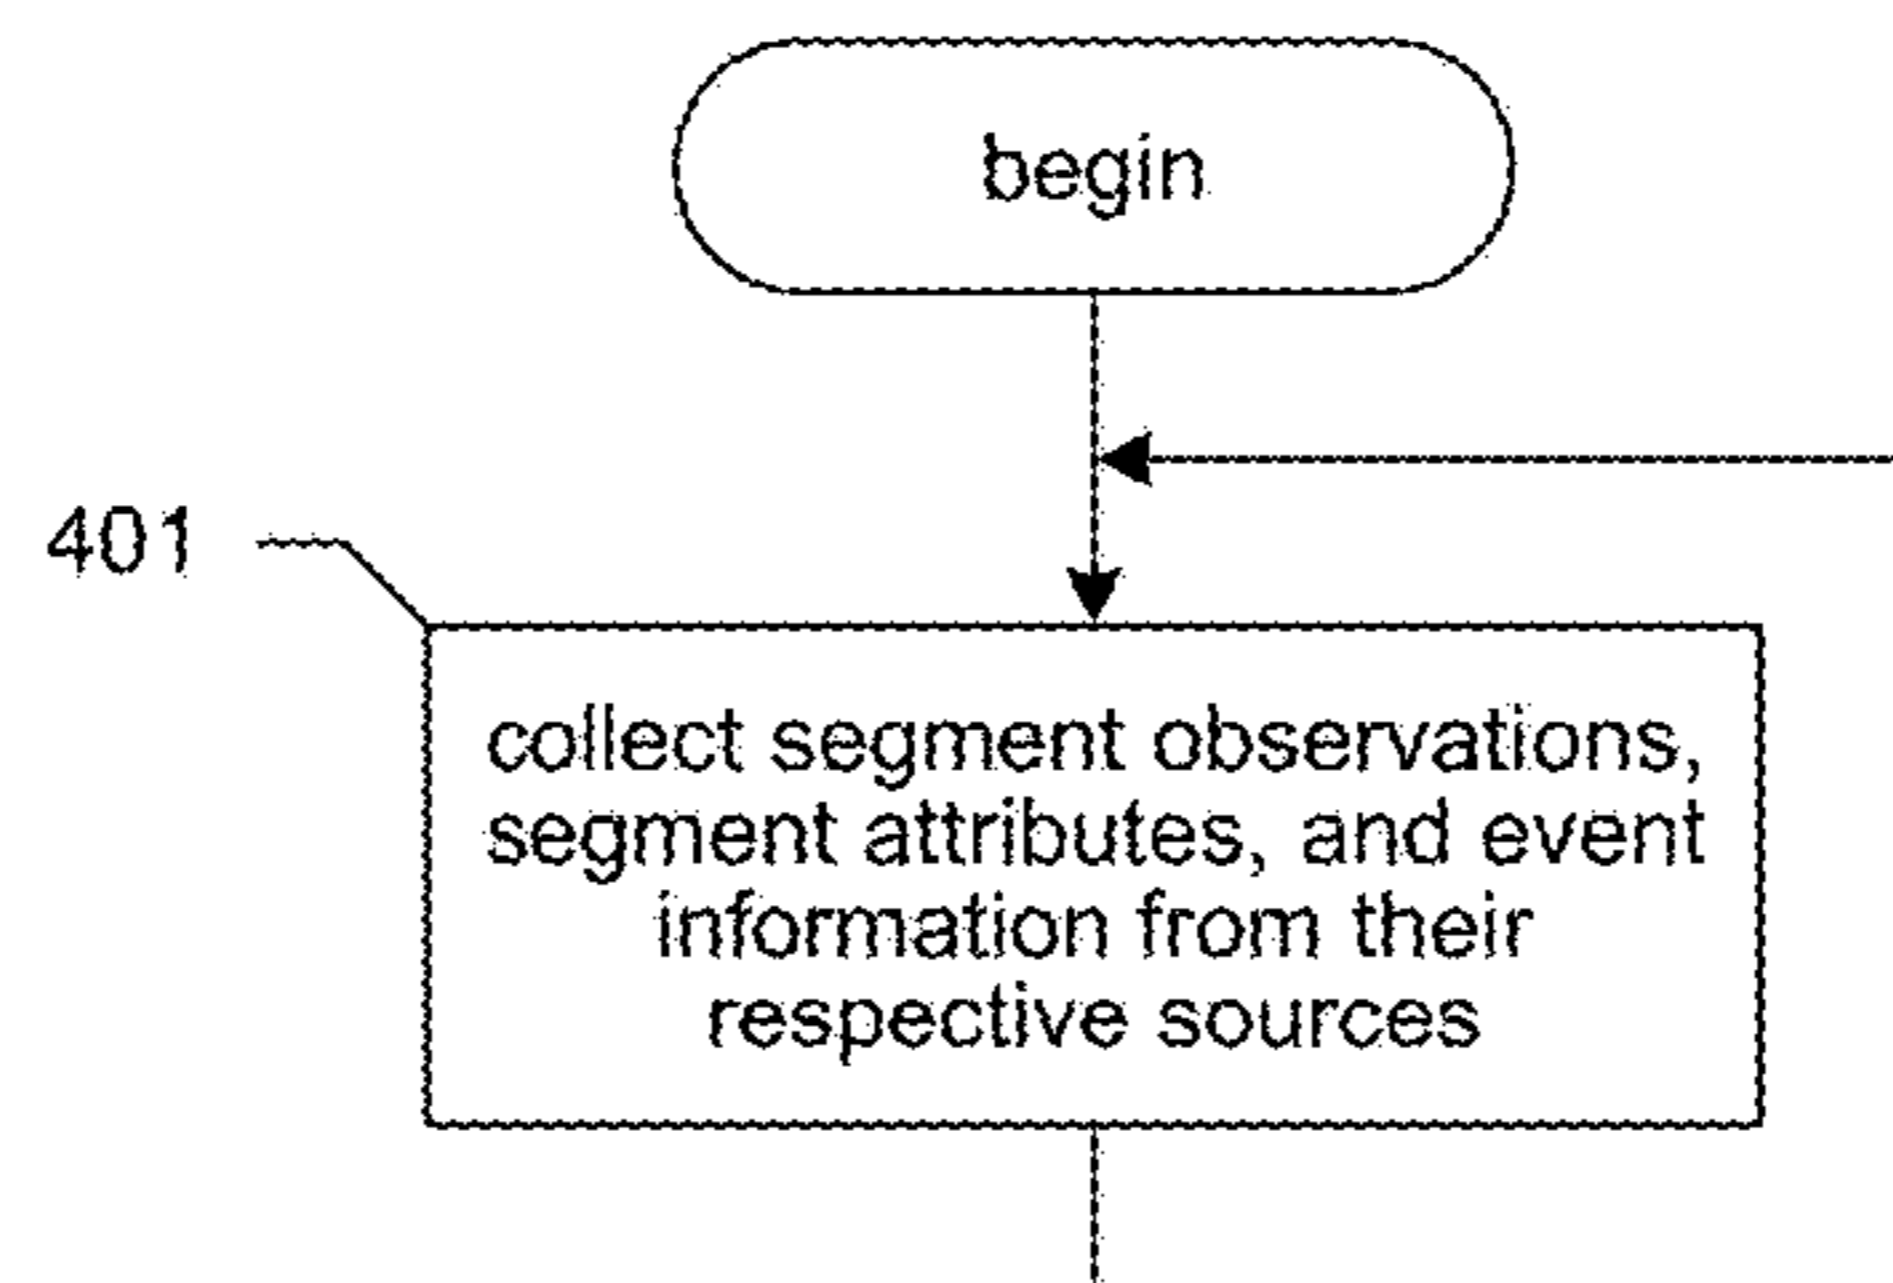 begin
401
collect segment observations,
segment attributes, and event
information from their
respective sources